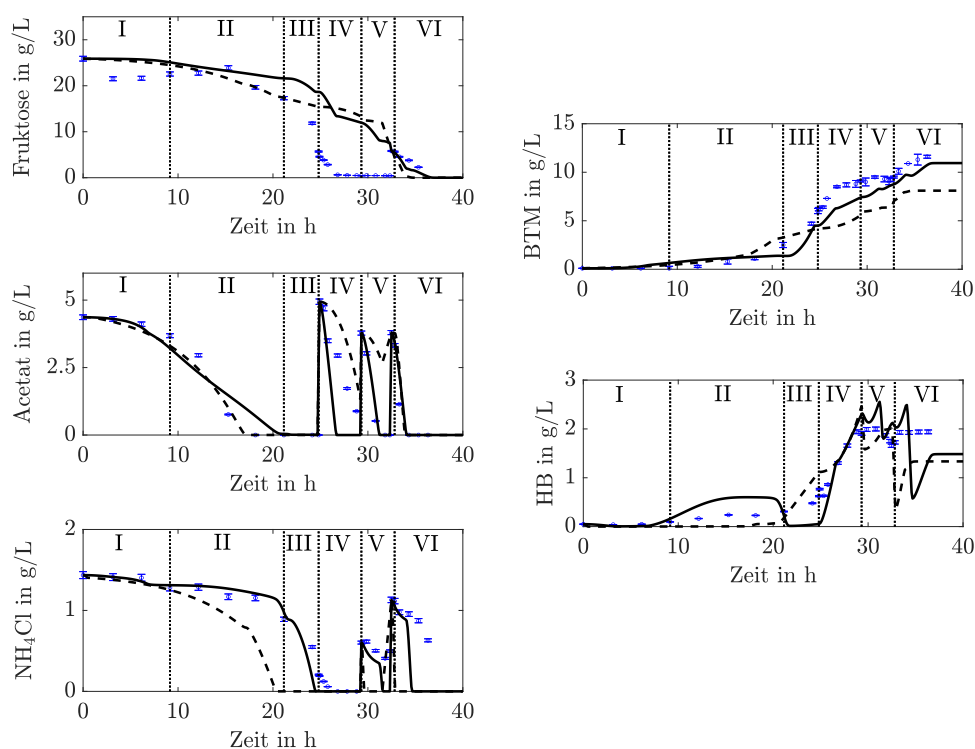 Fruktose in g/L
30
20
10
0
I II III IV V VI
0 10 20 30 40
Zeit in h
Acetat in g/L
5
2.5
0
I II III IV V VI
0 10 20 30 40
Zeit in h
NH₄Cl in g/L
2
1
0
I II III IV V VI
0 10 20 30 40
Zeit in h
BTM in g/L
15
10
5
0
I II III IV V VI
0 10 20 30 40
Zeit in h
HB in g/L
3
2
1
0
I II III IV V VI
0 10 20 30 40
Zeit in h